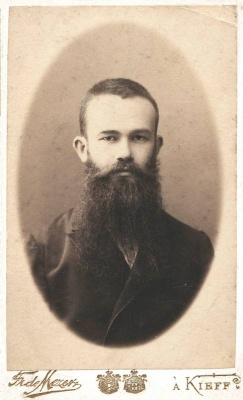 Fr. de Mezer
à KIEFF